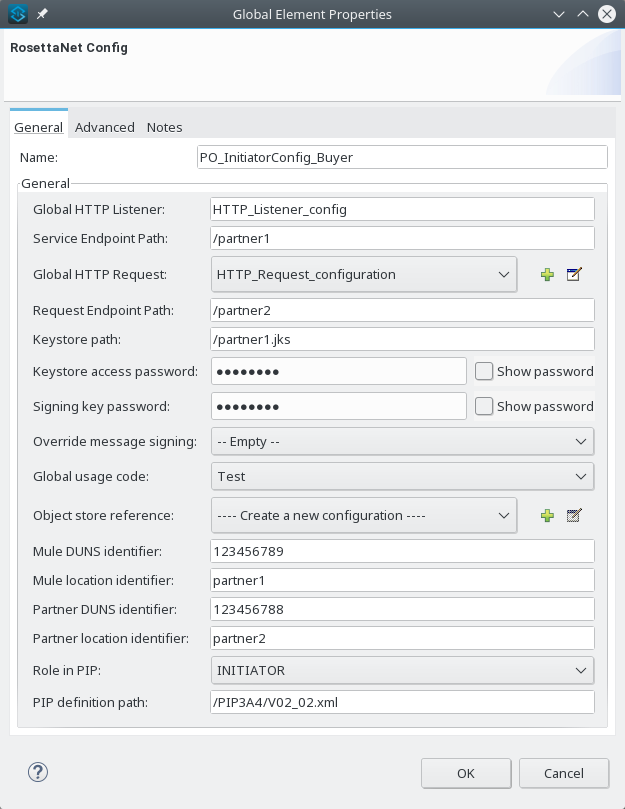 Global Element Properties
RosettaNet Config
General Advanced Notes
Name: PO_InitiatorConfig_Buyer
General
Global HTTP Listener: HTTP_Listener_config
Service Endpoint Path: /partner1
Global HTTP Request: HTTP_Request_configuration
Request Endpoint Path: /partner2
Keystore path: /partner1.jks
Keystore access password: ●●●●●●●● Show password
Signing key password: ●●●●●●●● Show password
Override message signing: -- Empty --
Global usage code: Test
Object store reference: ---- Create a new configuration ----
Mule DUNS identifier: 123456789
Mule location identifier: partner1
Partner DUNS identifier: 123456788
Partner location identifier: partner2
Role in PIP: INITIATOR
PIP definition path: /PIP3A4/V02_02.xml
? OK Cancel